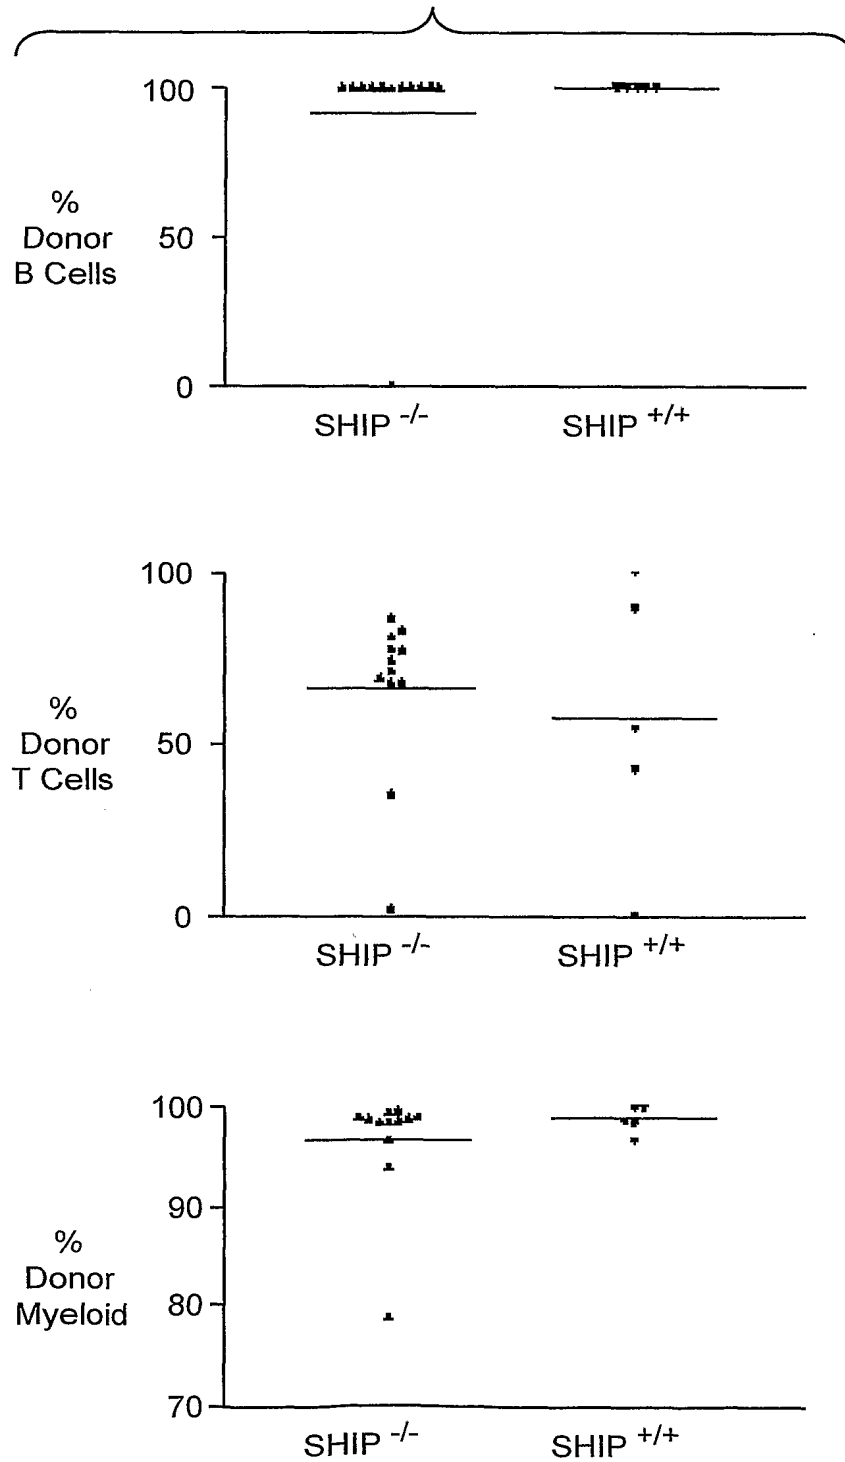 100
%
Donor
B Cells
50
0
SHIP -/- SHIP +/+
100
%
Donor
T Cells
50
0
SHIP -/- SHIP +/+
100
90
%
Donor
Myeloid
80
70
SHIP -/- SHIP +/+